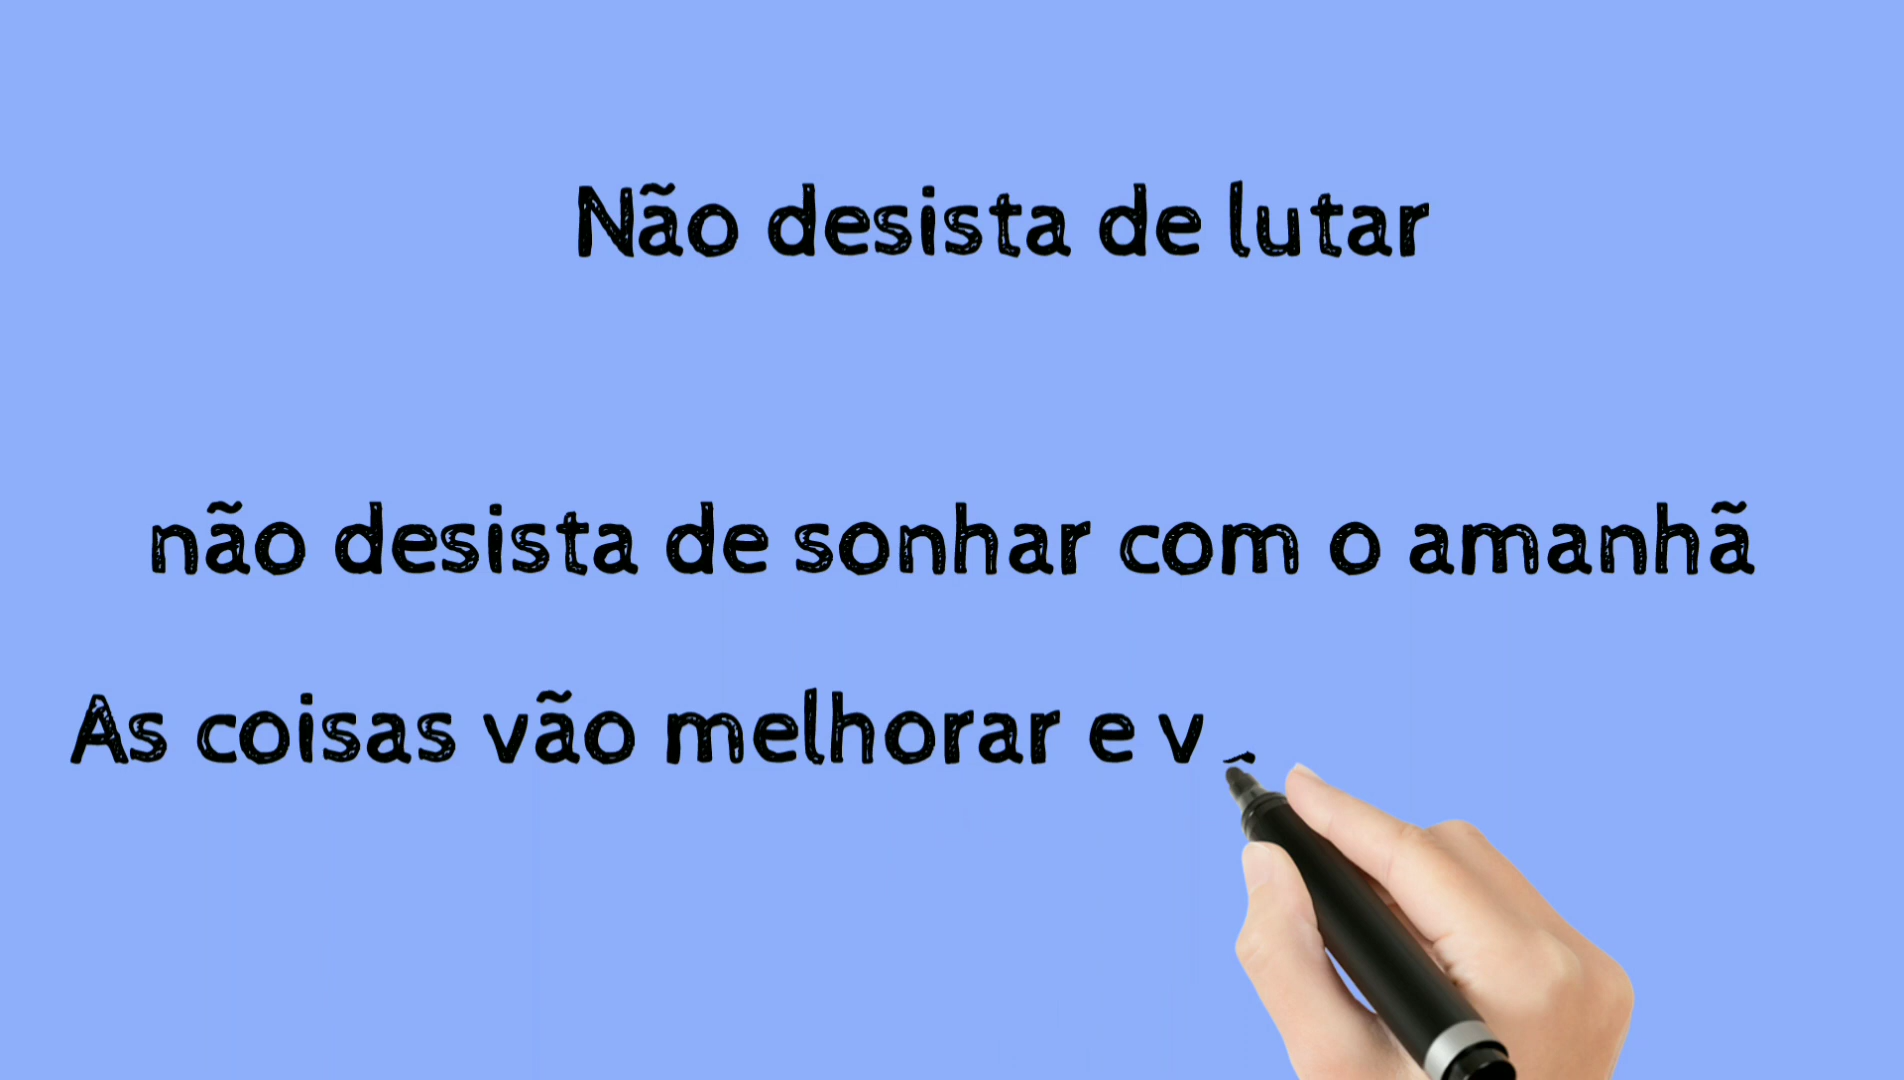 Não desista de lutar
não desista de sonhar com o amanhã
As coisas vão melhorar e v